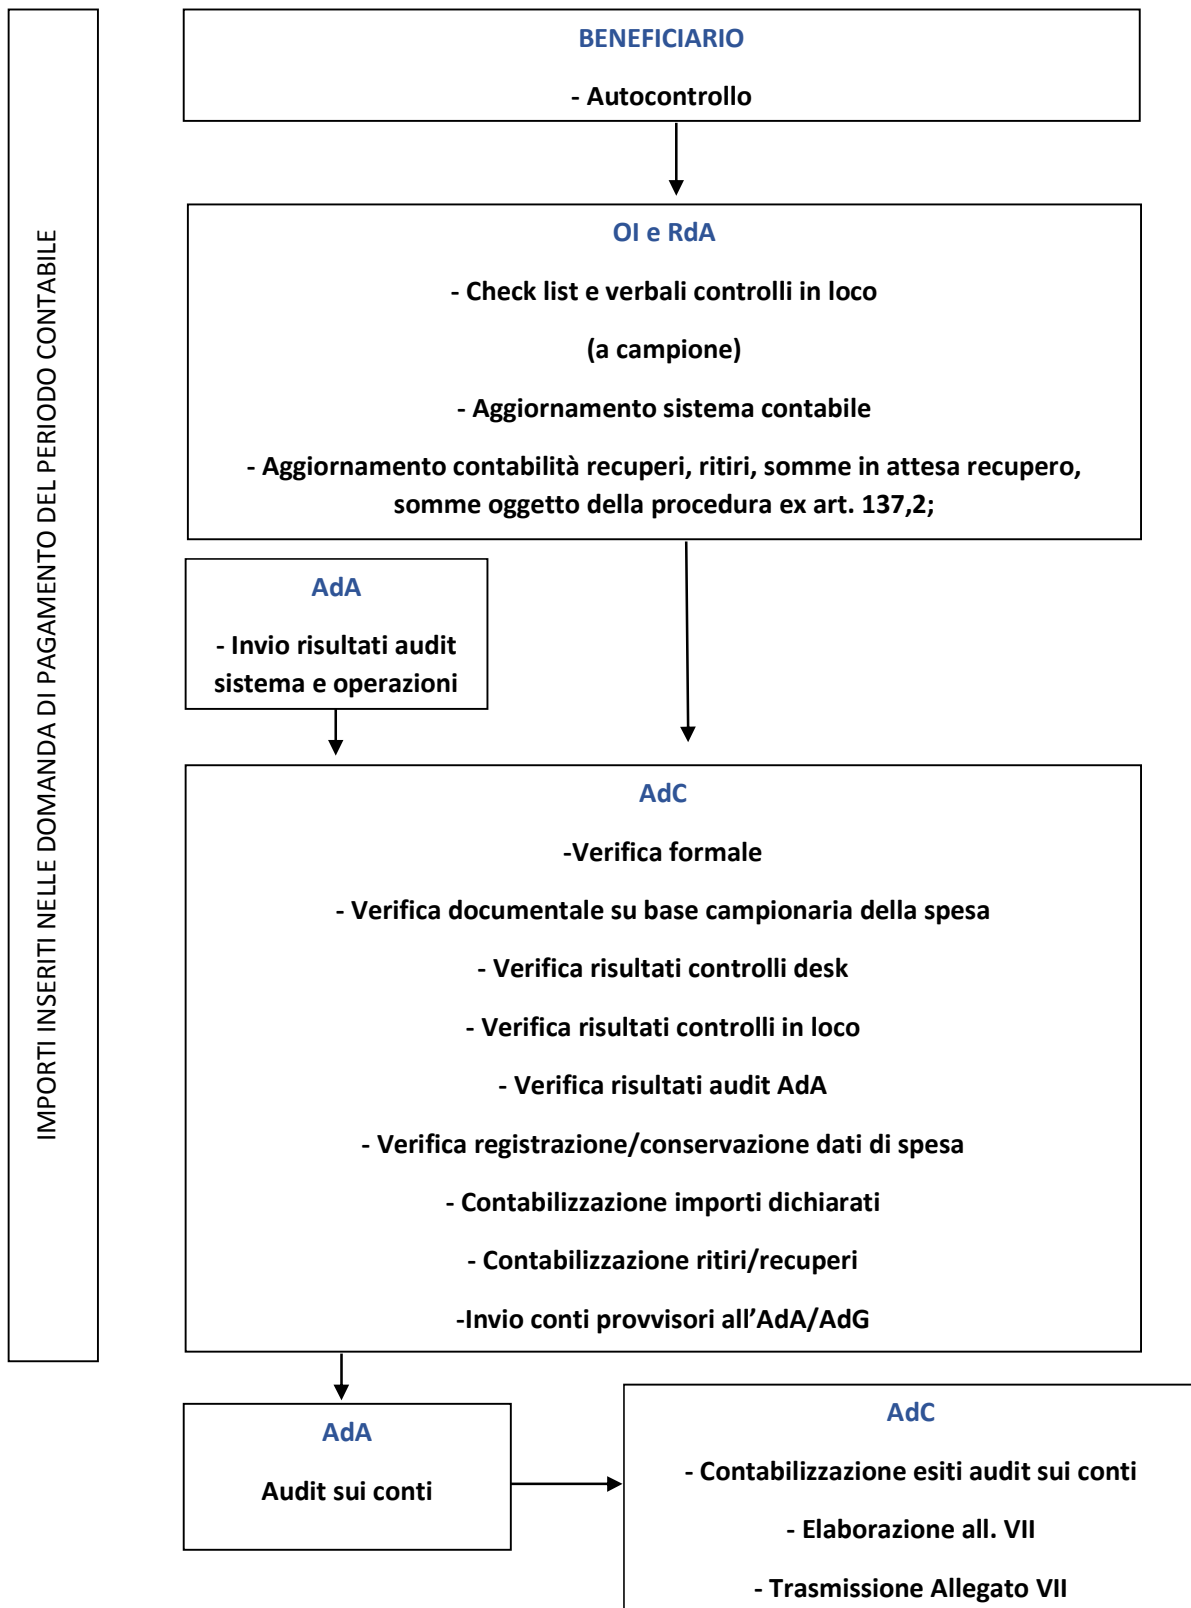 IMPORTI INSERITI NELLE DOMANDA DI PAGAMENTO DEL PERIODO CONTABILE
BENEFICIARIO
- Autocontrollo
OI e RdA
- Check list e verbali controlli in loco
(a campione)
- Aggiornamento sistema contabile
- Aggiornamento contabilità recuperi, ritiri, somme in attesa recupero,
somme oggetto della procedura ex art. 137,2;
AdA
- Invio risultati audit
sistema e operazioni
AdC
-Verifica formale
- Verifica documentale su base campionaria della spesa
- Verifica risultati controlli desk
- Verifica risultati controlli in loco
- Verifica risultati audit AdA
- Verifica registrazione/conservazione dati di spesa
- Contabilizzazione importi dichiarati
- Contabilizzazione ritiri/recuperi
-Invio conti provvisori all’AdA/AdG
AdA
Audit sui conti
AdC
- Contabilizzazione esiti audit sui conti
- Elaborazione all. VII
- Trasmissione Allegato VII